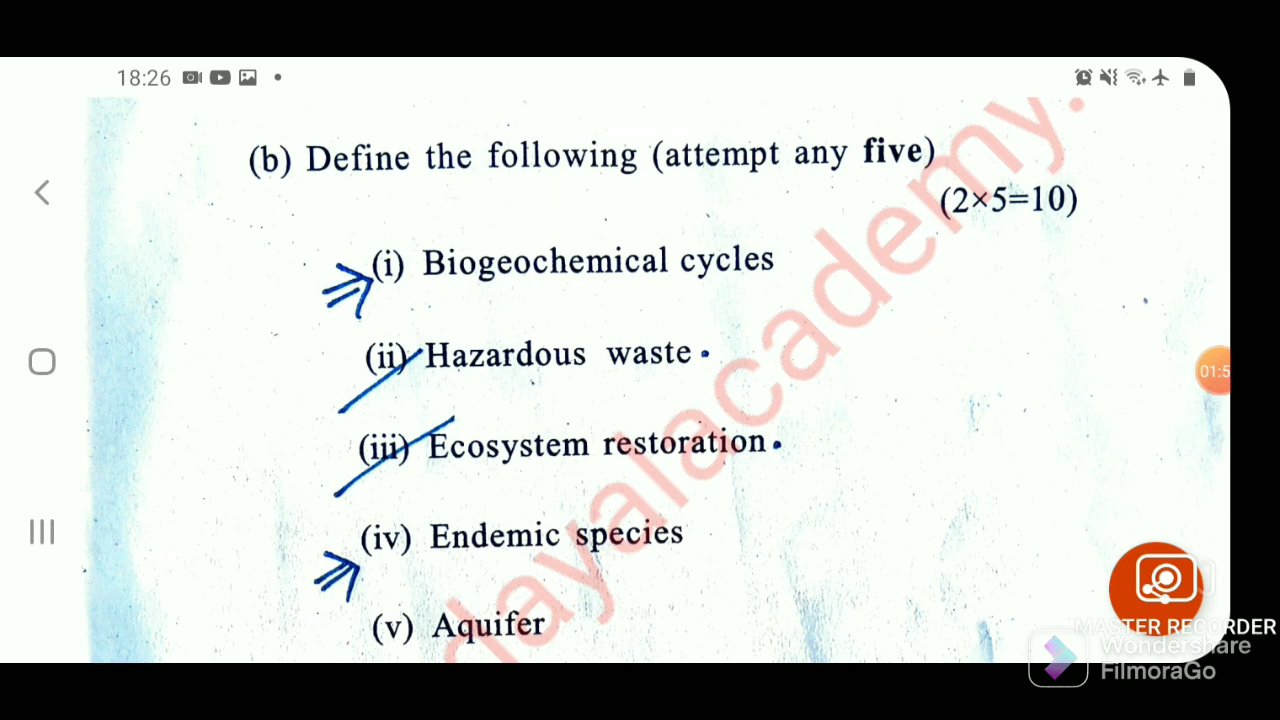 18:26
(b) Define the following (attempt any five)
(2×5=10)
(i) Biogeochemical cycles
(ii) Hazardous waste
(iii) Ecosystem restoration
(iv) Endemic species
(v) Aquifer
dayalacademy.
01:5
MASTER RECORDER
Wondershare
FilmoraGo